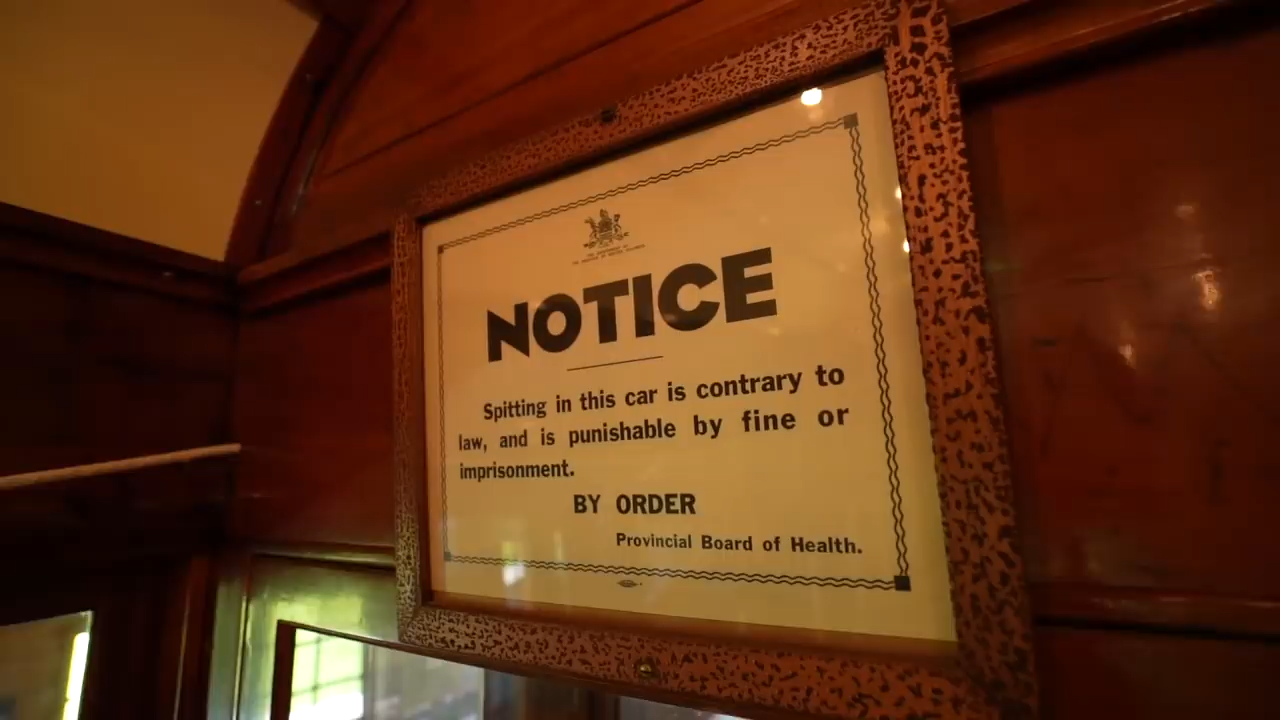 NOTICE
Spitting in this car is contrary to
law, and is punishable by fine or
imprisonment.
BY ORDER
Provincial Board of Health.